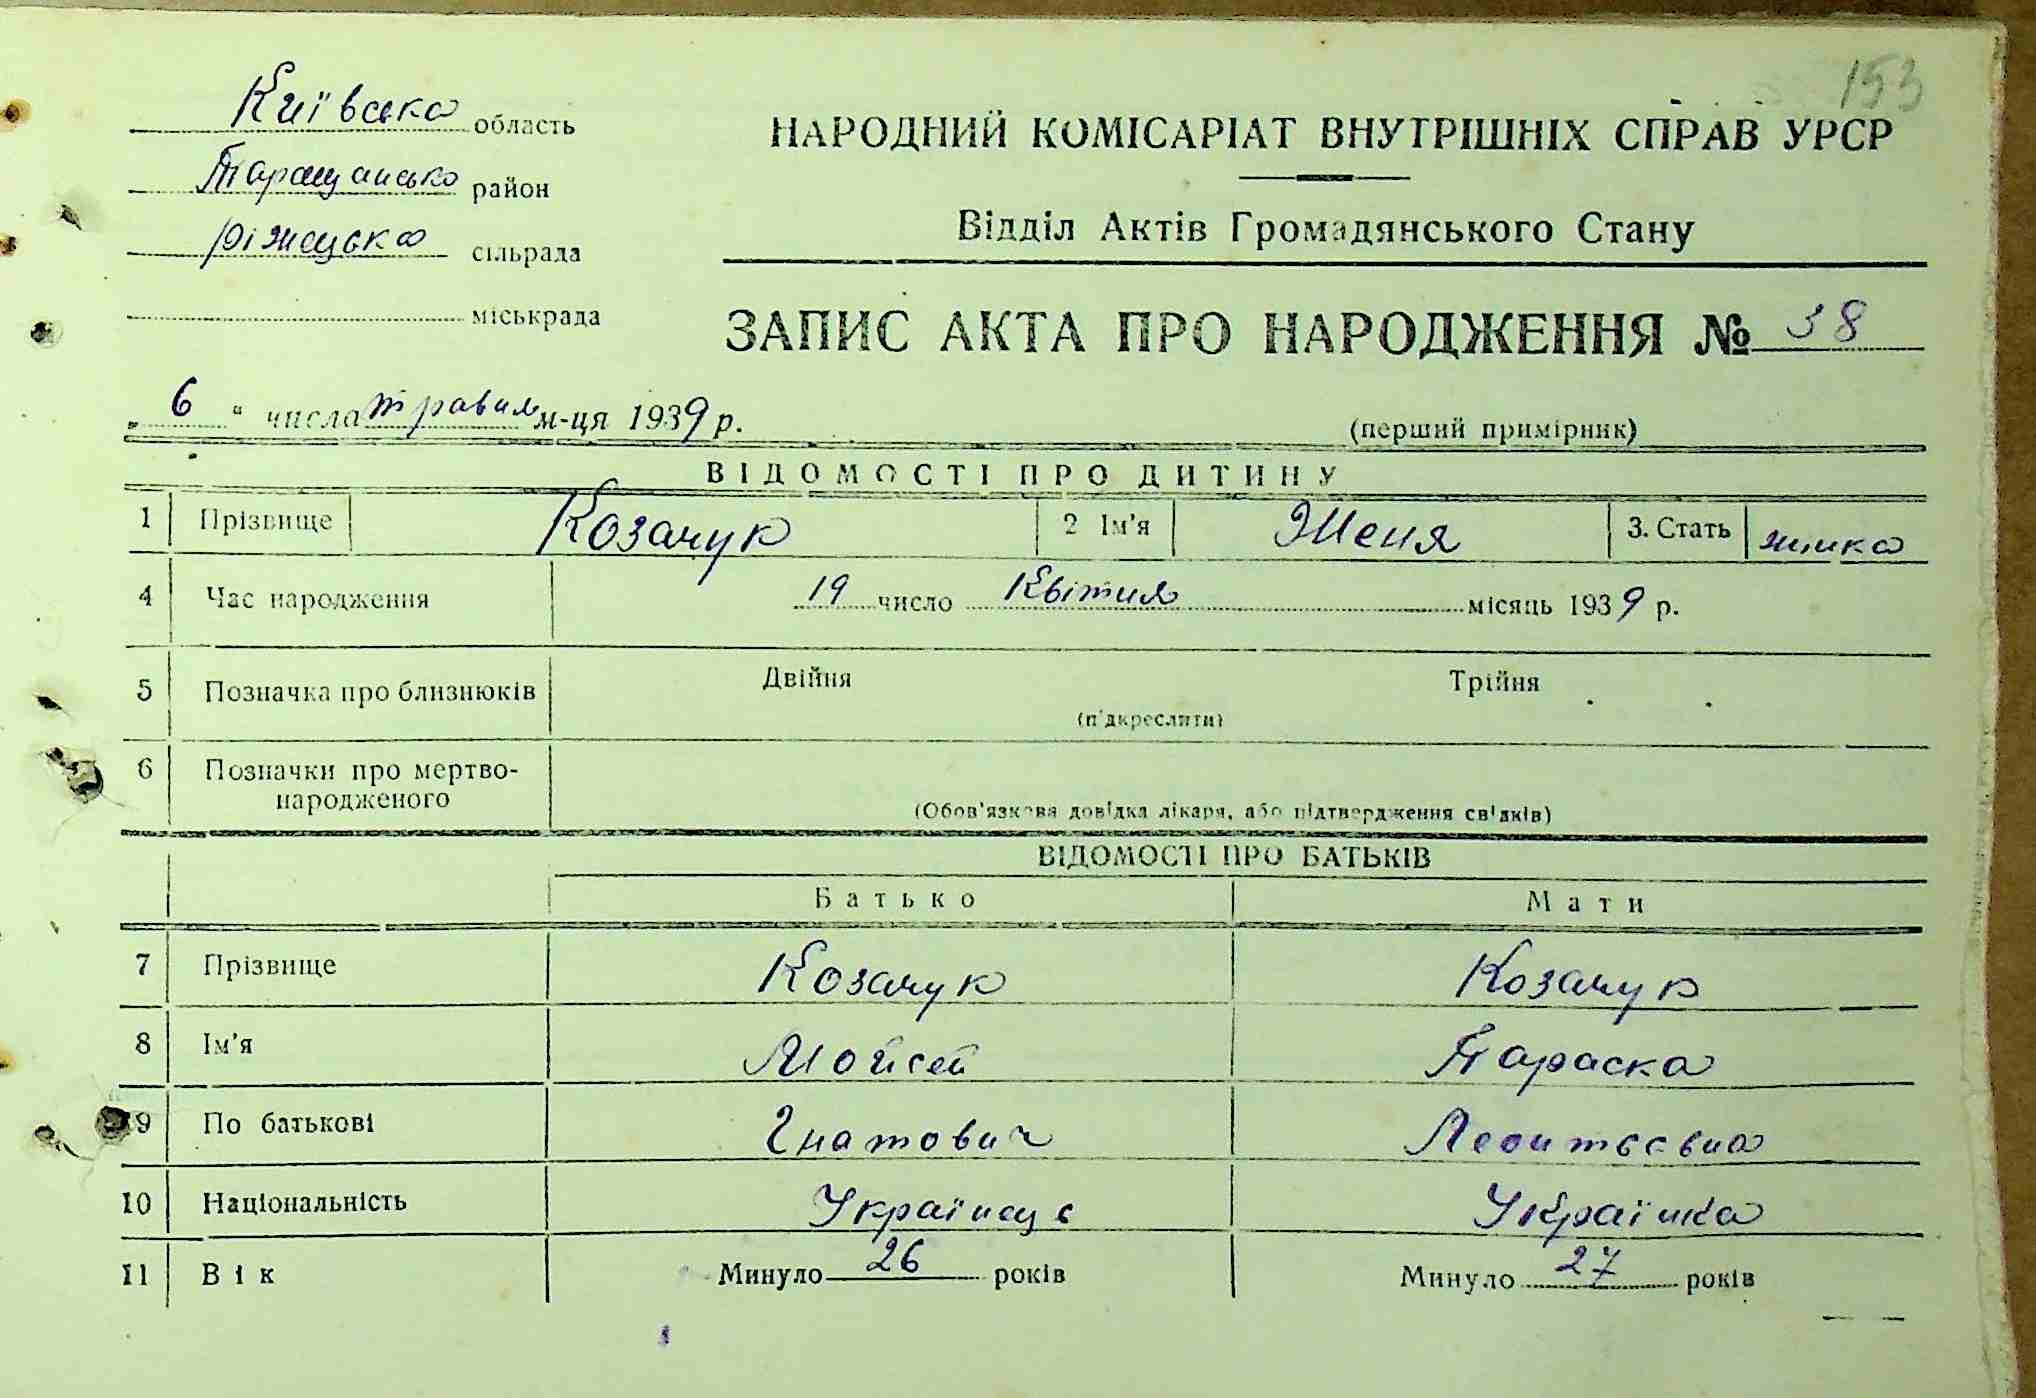 153
Київська область
Таращансько район
ріжецька сільрада
міськрада
НАРОДНИЙ КОМІСАРІАТ ВНУТРІШНІХ СПРАВ УРСР
Відділ Актів Громадянського Стану
ЗАПИС АКТА ПРО НАРОДЖЕННЯ № 38
„ 6 “ числа травня м-ця 1939 р.
(перший примірник)
ВІДОМОСТІ ПРО ДИТИНУ
1 Прізвище Козачук 2 Ім'я Женя 3. Стать жінка
4 Час народження 19 число Квітня місяць 1939 р.
5 Позначка про близнюків Двійня Трійня
(підкреслити)
6 Позначки про мертво-
народженого
(Обов'язкова довідка лікаря, або підтвердження свідків)
ВІДОМОСТІ ПРО БАТЬКІВ
Батько Мати
7 Прізвище Козачук Козачук
8 Ім'я Мойсей Параска
9 По батькові Гнатович Леонтьєвна
10 Національність Українець Українка
11 Вік Минуло 26 років Минуло 27 років